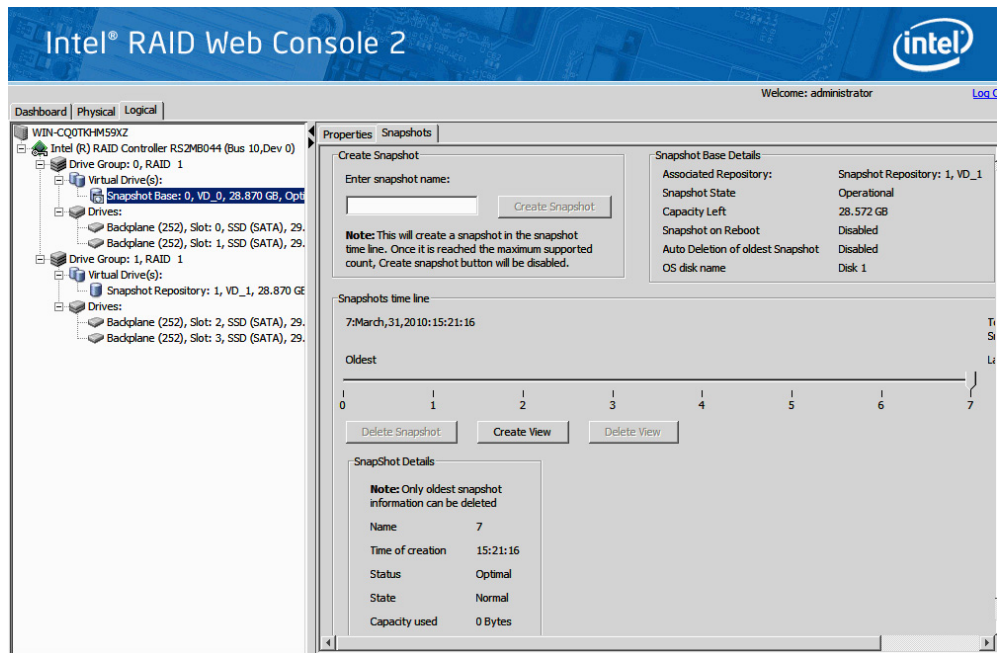 Intel® RAID Web Console 2
intel
Welcome: administrator
Log
Dashboard Physical Logical
WIN-CQ0TKHM59XZ
Intel (R) RAID Controller RS2MB044 (Bus 10,Dev 0)
Drive Group: 0, RAID 1
Virtual Drive(s):
Snapshot Base: 0, VD_0, 28.870 GB, Opti
Drives:
Backplane (252), Slot: 0, SSD (SATA), 29.
Backplane (252), Slot: 1, SSD (SATA), 29.
Drive Group: 1, RAID 1
Virtual Drive(s):
Snapshot Repository: 1, VD_1, 28.870 GB
Drives:
Backplane (252), Slot: 2, SSD (SATA), 29.
Backplane (252), Slot: 3, SSD (SATA), 29.
Properties Snapshots
Create Snapshot
Enter snapshot name:
Create Snapshot
Note: This will create a snapshot in the snapshot
time line. Once it is reached the maximum supported
count, Create snapshot button will be disabled.
Snapshot Base Details
Associated Repository: Snapshot Repository: 1, VD_1
Snapshot State Operational
Capacity Left 28.572 GB
Snapshot on Reboot Disabled
Auto Deletion of oldest Snapshot Disabled
OS disk name Disk 1
Snapshots time line
7:March,31,2010:15:21:16
Oldest
0 1 2 3 4 5 6 7
Delete Snapshot Create View Delete View
SnapShot Details
Note: Only oldest snapshot
information can be deleted
Name 7
Time of creation 15:21:16
Status Optimal
State Normal
Capacity used 0 Bytes